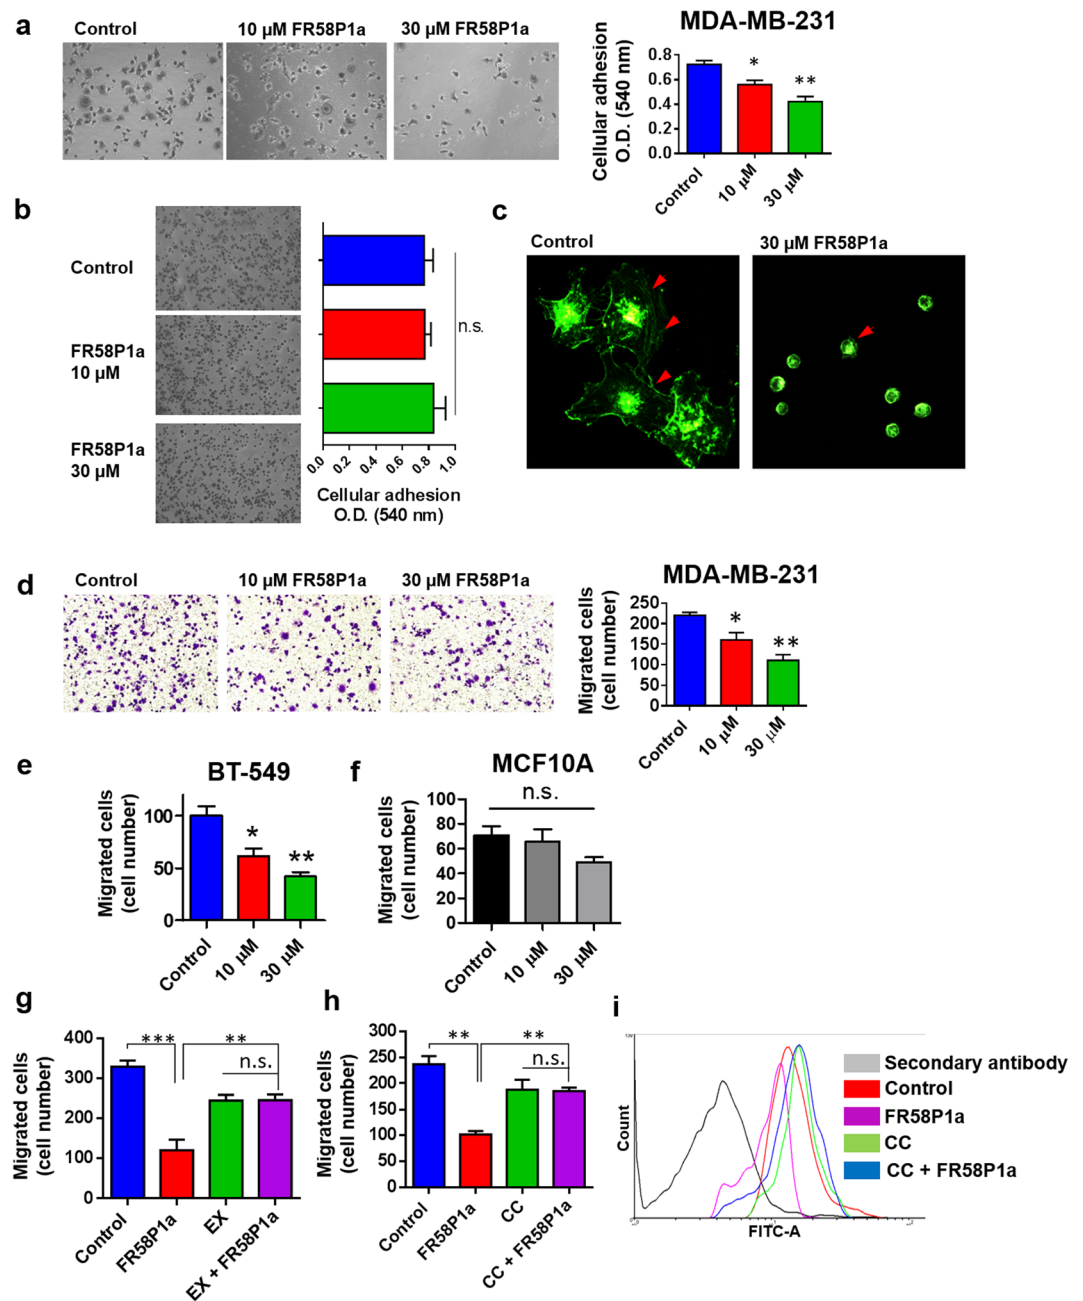 a
Control
10 µM FR58P1a
30 µM FR58P1a
MDA-MB-231
Cellular adhesion
O.D. (540 nm)
0.8
0.6
0.4
0.2
0.0
*
**
Control
10 µM
30 µM
b
Control
FR58P1a
10 µM
FR58P1a
30 µM
n.s.
0.0
0.2
0.4
0.6
0.8
1.0
Cellular adhesion
O.D. (540 nm)
c
Control
30 µM FR58P1a
d
Control
10 µM FR58P1a
30 µM FR58P1a
MDA-MB-231
Migrated cells
(cell number)
250
200
150
100
50
0
*
**
Control
10 µM
30 µM
e
BT-549
Migrated cells
(cell number)
100
50
0
*
**
Control
10 µM
30 µM
f
MCF10A
n.s.
Migrated cells
(cell number)
100
80
60
40
20
0
Control
10 µM
30 µM
g
Migrated cells
(cell number)
400
300
200
100
0
***
**
n.s.
Control
FR58P1a
EX
EX + FR58P1a
h
Migrated cells
(cell number)
300
250
200
150
100
50
0
**
**
n.s.
Control
FR58P1a
CC
CC + FR58P1a
i
Count
FITC-A
Secondary antibody
Control
FR58P1a
CC
CC + FR58P1a